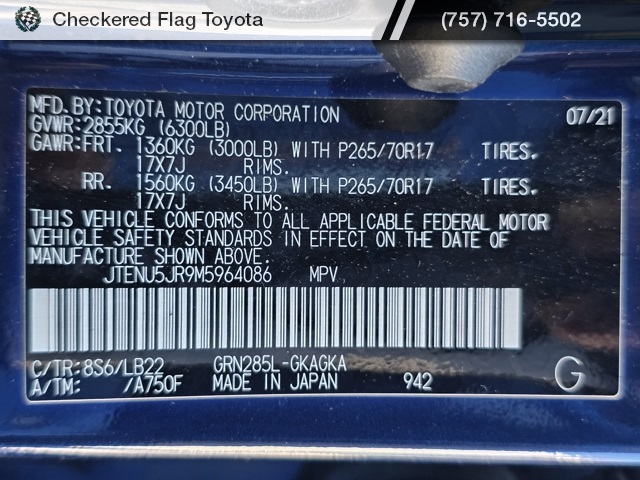 Checkered Flag Toyota (757) 716-5502
MFD.BY:TOYOTA MOTOR CORPORATION 07/21
GVWR:2855KG (6300LB)
GAWR:FRT. 1360KG (3000LB) WITH P265/70R17 TIRES.
17X7J RIMS.
RR. 1560KG (3450LB) WITH P265/70R17 TIRES.
17X7J RIMS.
THIS VEHICLE CONFORMS TO ALL APPLICABLE FEDERAL MOTOR
VEHICLE SAFETY STANDARDS IN EFFECT ON THE DATE OF
MANUFACTURE SHOWN ABOVE.
JTENU5JR9M5964086 MPV
C/TR:8S6/LB22 GRN285L-GKAGKA
A/TM: /A750F MADE IN JAPAN 942 G